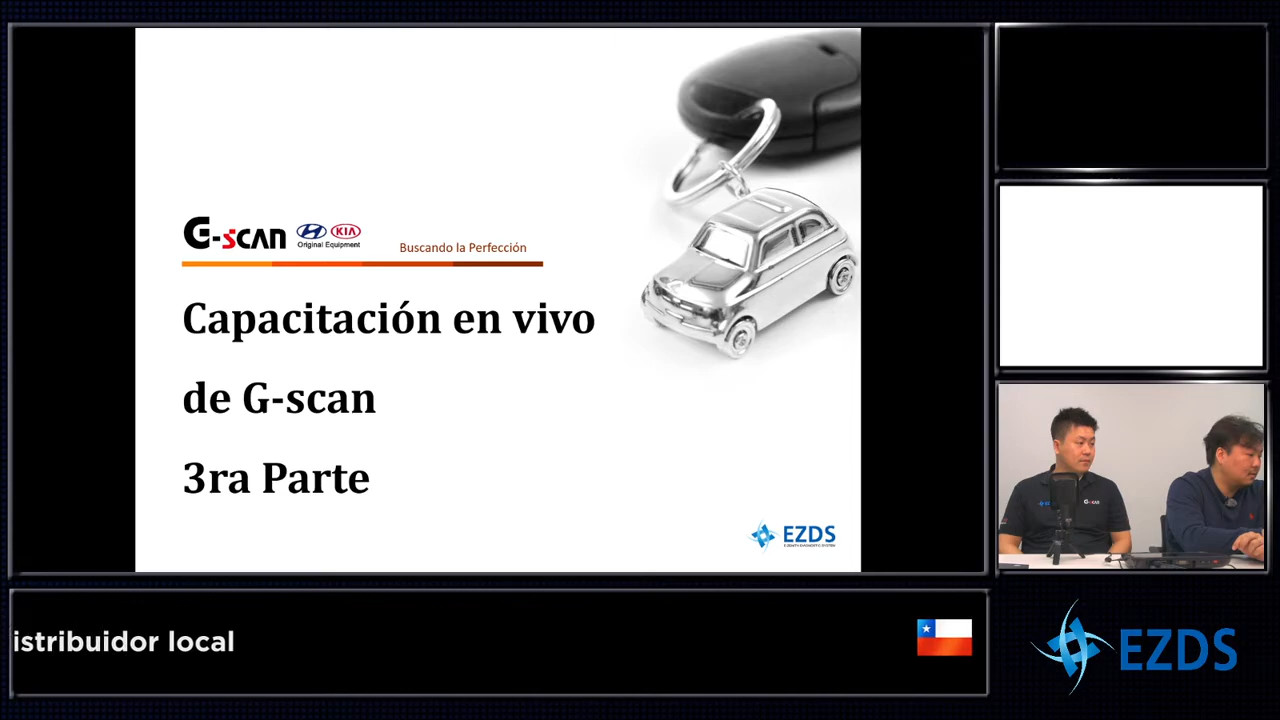 G-scan
HYUNDAI KIA
Original Equipment
Buscando la Perfección
Capacitación en vivo
de G-scan
3ra Parte
EZDS
G-scan
istribuidor local
EZDS